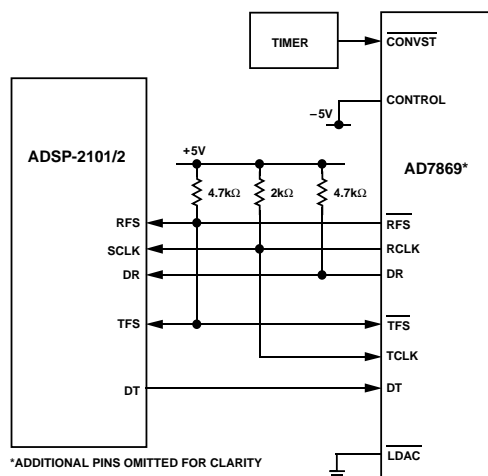 TIMER
CONVST
CONTROL
–5V
ADSP-2101/2
+5V
AD7869*
4.7kΩ
2kΩ
4.7kΩ
RFS
RFS
SCLK
RCLK
DR
DR
TFS
TFS
TCLK
DT
DT
LDAC
*ADDITIONAL PINS OMITTED FOR CLARITY